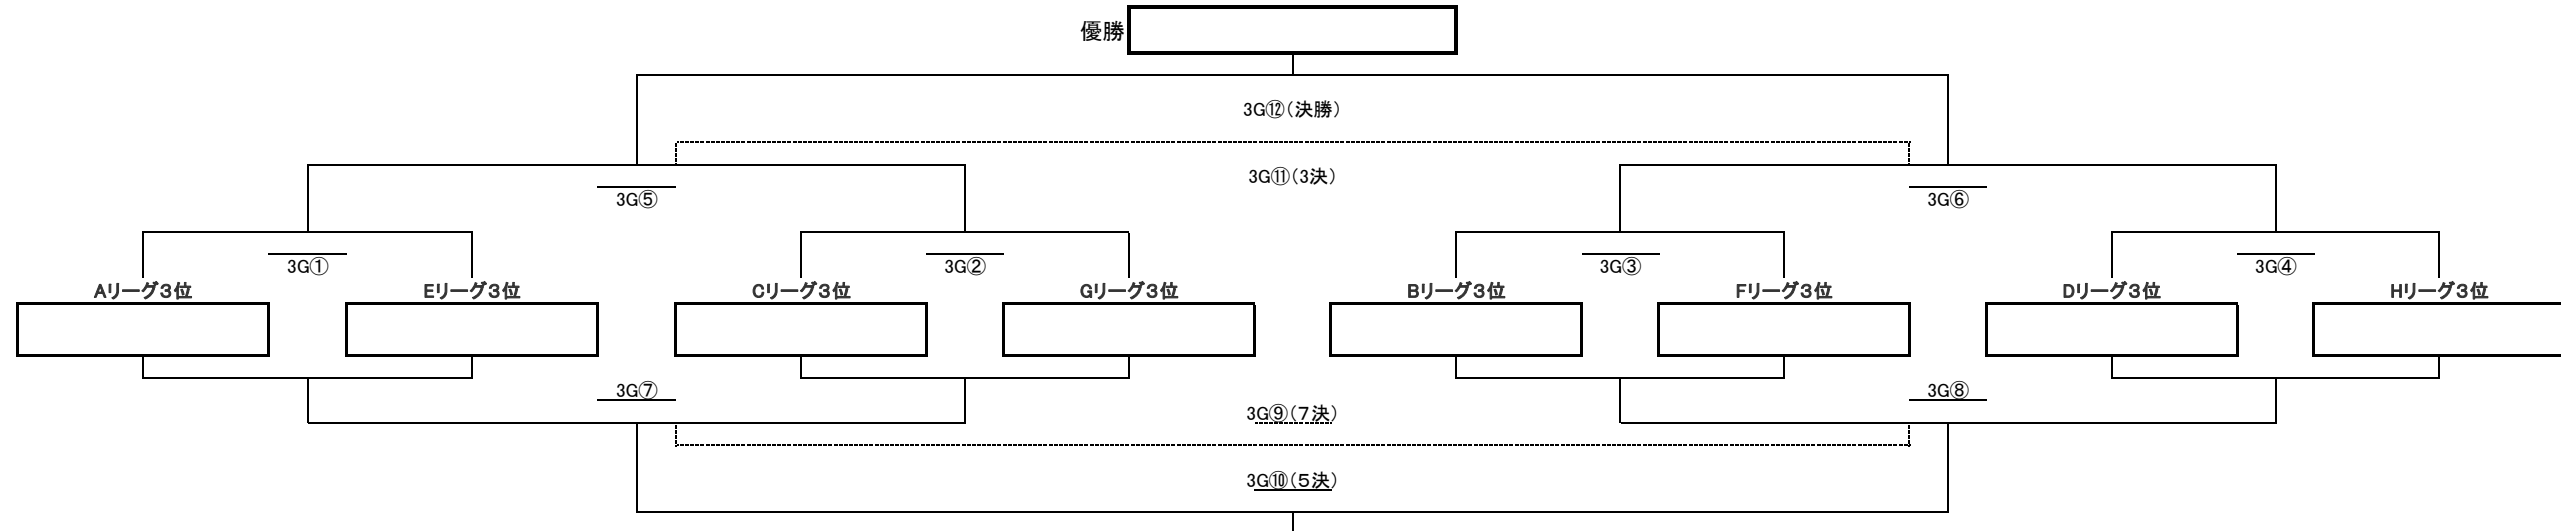 優勝
3G⑫（決勝）
3G⑪（3決）
3G⑤ 3G⑥
3G① 3G② 3G③ 3G④
Aリーグ３位 Eリーグ３位 Cリーグ３位 Gリーグ３位 Bリーグ３位 Fリーグ３位 Dリーグ３位 Hリーグ３位
3G⑦ 3G⑧
3G⑨（７決）
3G⑩（５決）